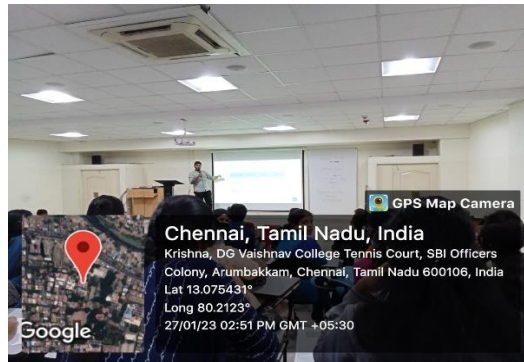 GPS Map Camera
Chennai, Tamil Nadu, India
Krishna, DG Vaishnav College Tennis Court, SBI Officers
Colony, Arumbakkam, Chennai, Tamil Nadu 600106, India
Lat 13.075431°
Long 80.2123°
27/01/23 02:51 PM GMT +05:30
Google